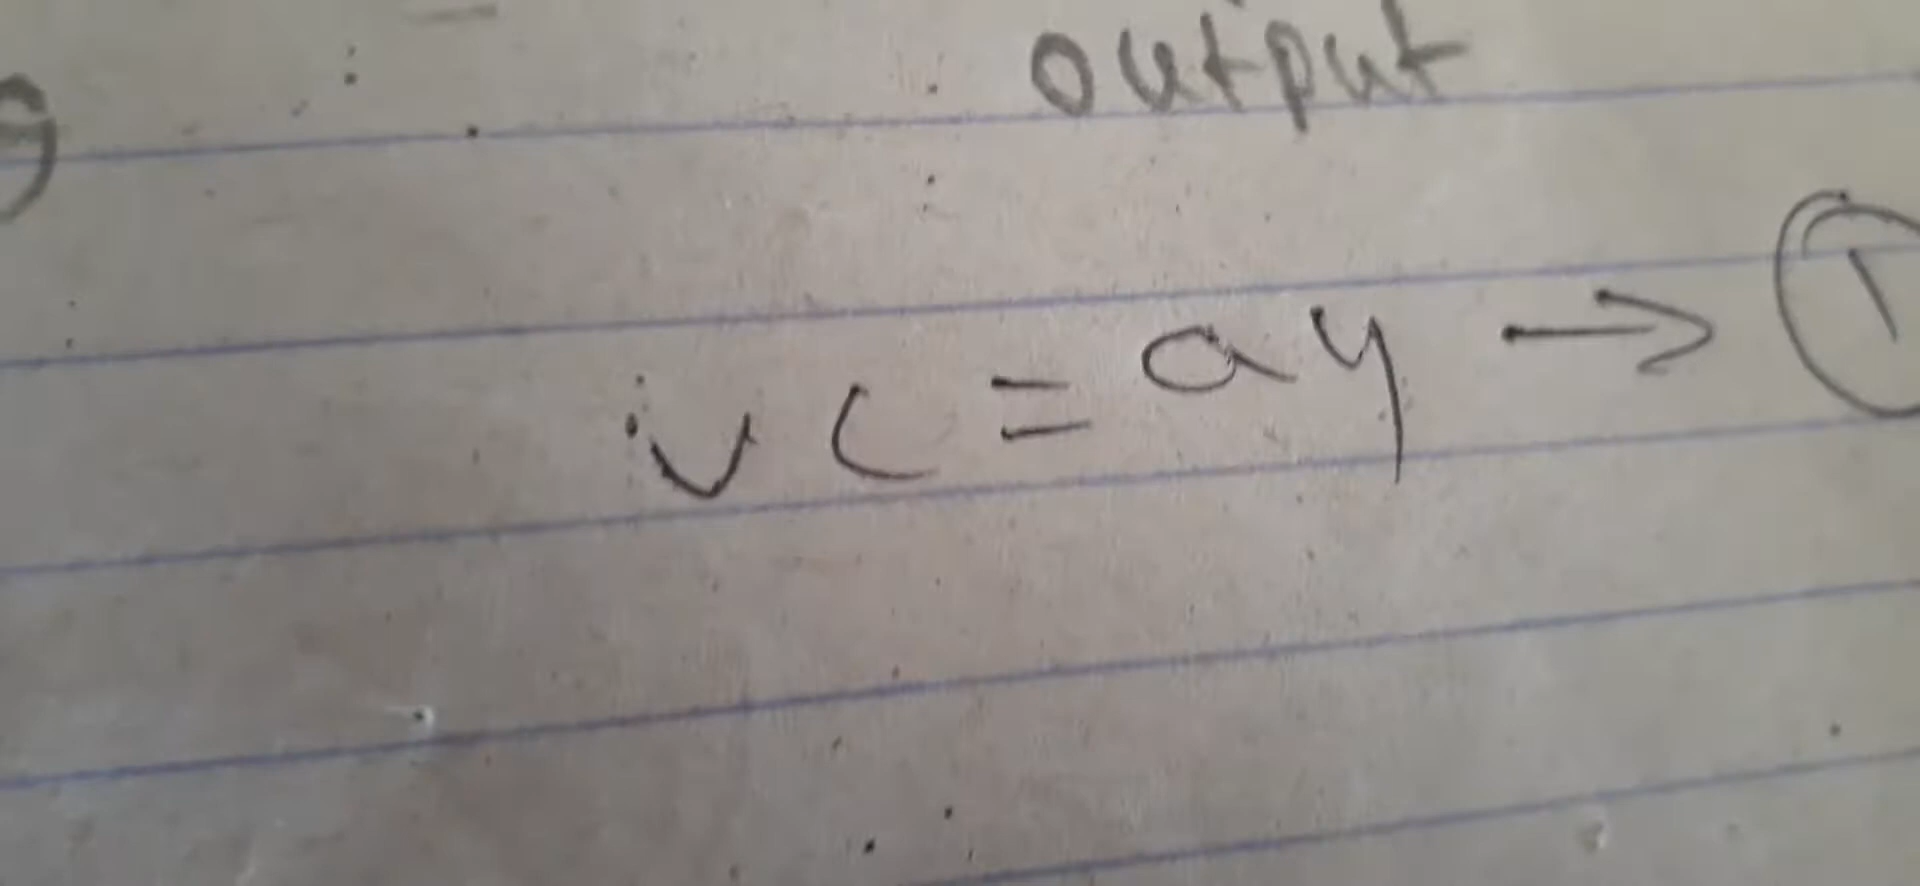 output
vc = ay → ①